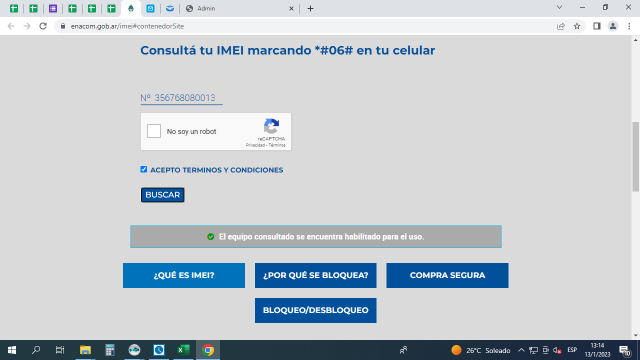 Admin
enacom.gob.ar/imei#contenedorSite
Consultá tu IMEI marcando *#06# en tu celular
Nº 356768080013
No soy un robot
reCAPTCHA
Privacidad - Términos
ACEPTO TERMINOS Y CONDICIONES
BUSCAR
El equipo consultado se encuentra habilitado para el uso.
¿QUÉ ES IMEI?
¿POR QUÉ SE BLOQUEA?
COMPRA SEGURA
BLOQUEO/DESBLOQUEO
26°C Soleado
ESP
13:14
13/1/2023